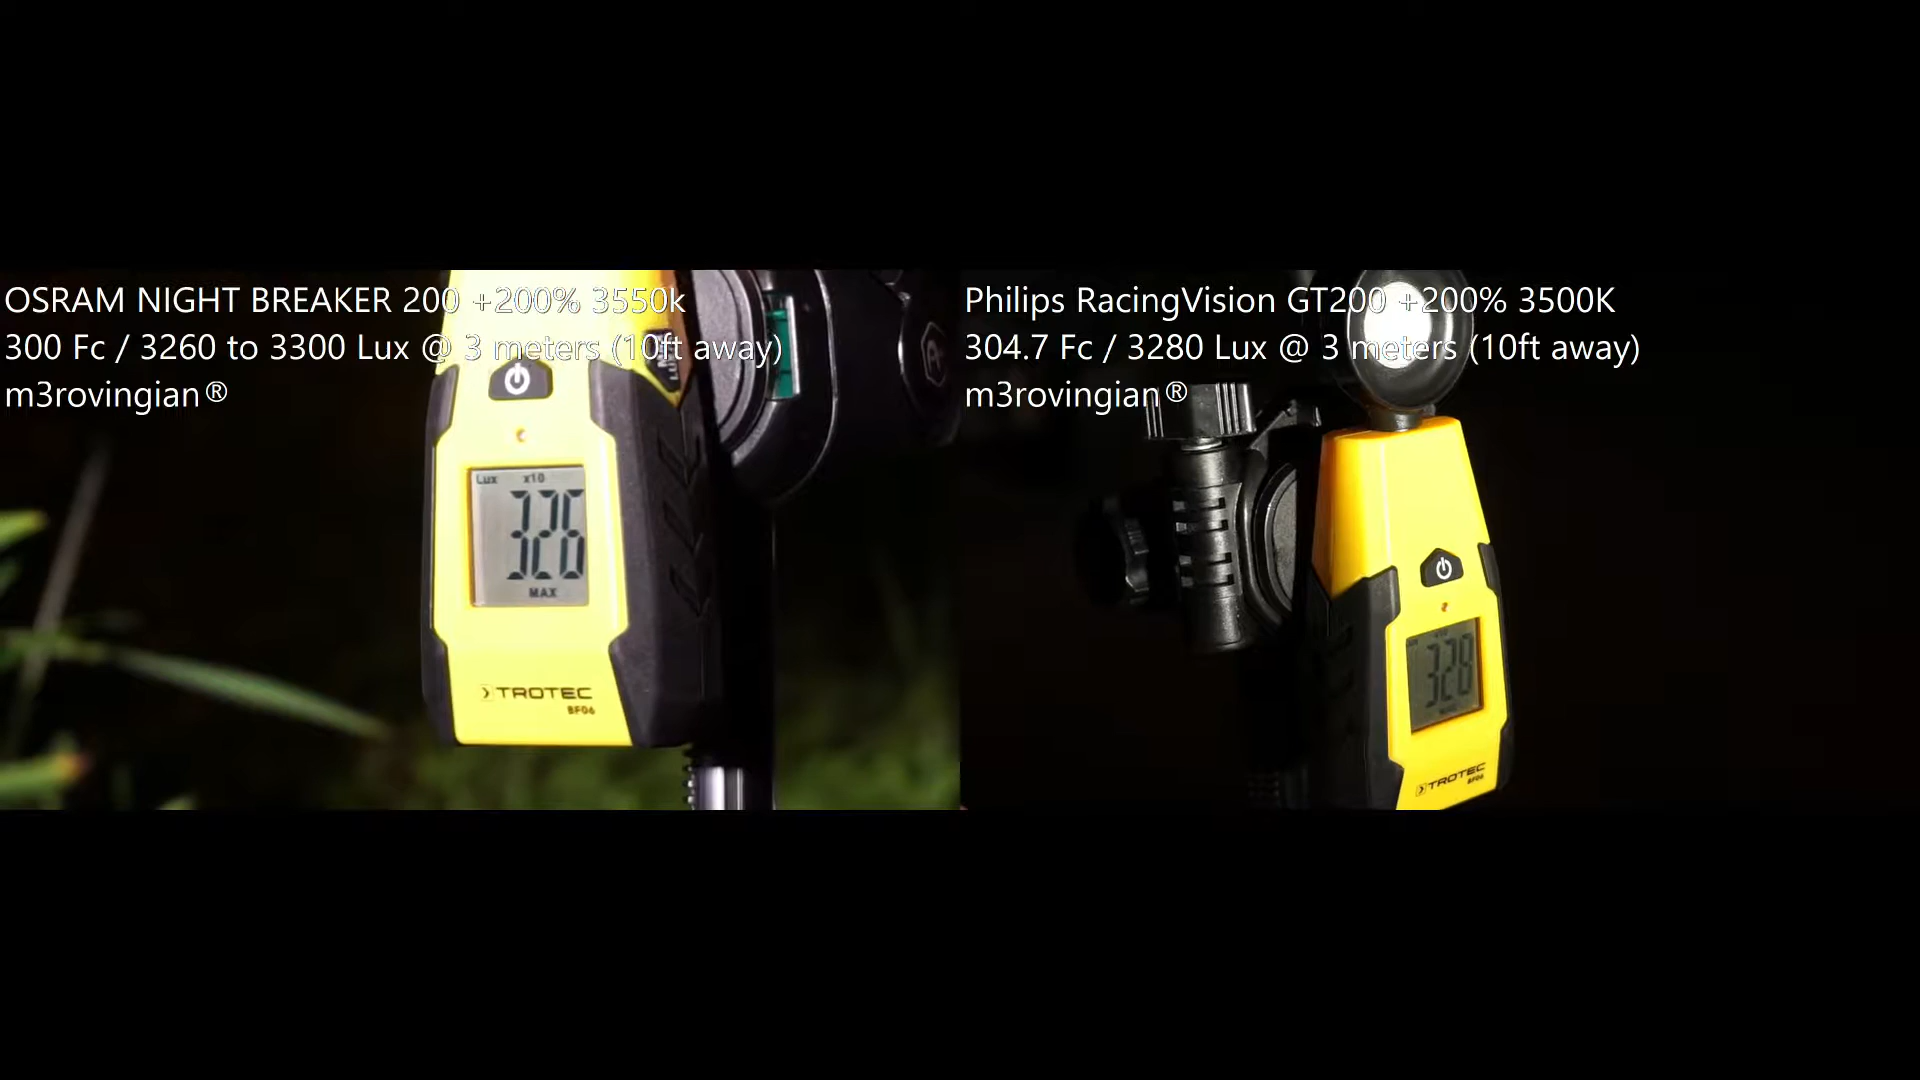 OSRAM NIGHT BREAKER 200 +200% 3550k
300 Fc / 3260 to 3300 Lux @ 3 meters (10ft away)
m3rovingian®
Lux x10
326
MAX
TROTEC
BF06
Philips RacingVision GT200 +200% 3500K
304.7 Fc / 3280 Lux @ 3 meters (10ft away)
m3rovingian®
328
TROTEC
BF06